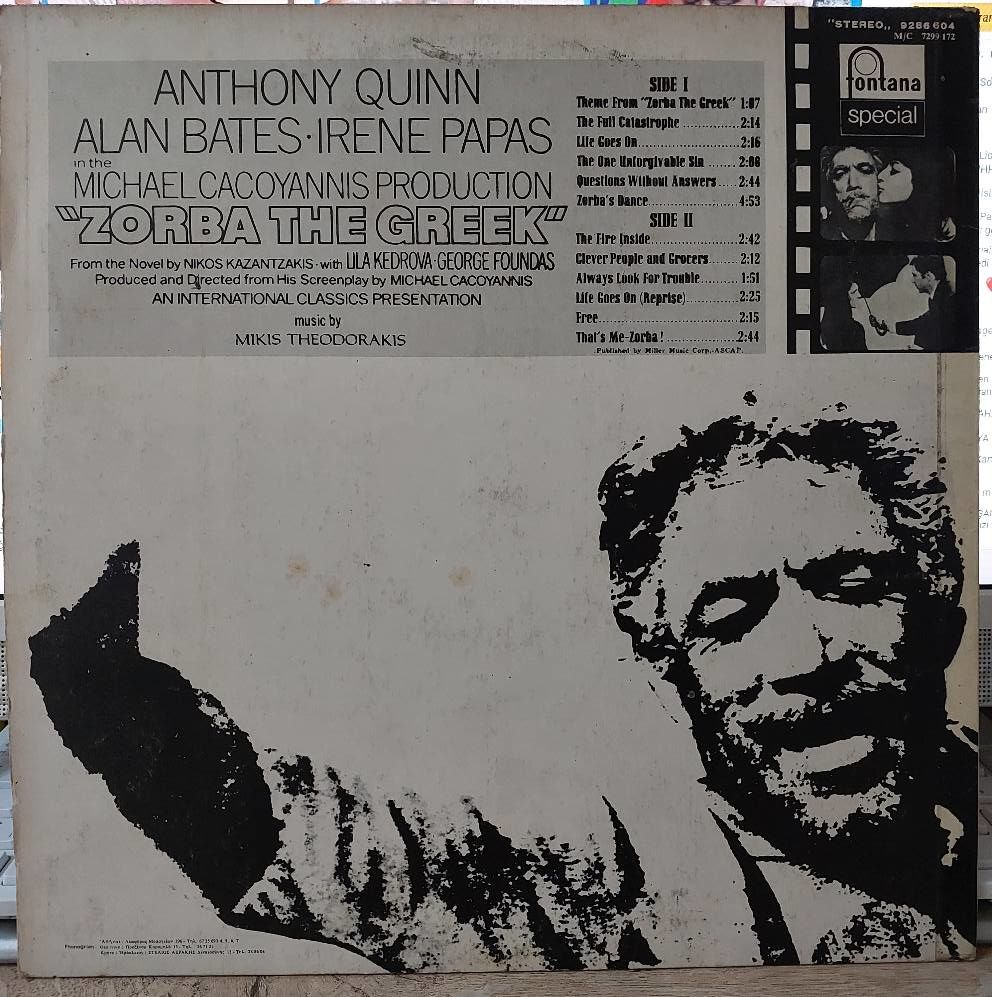 ANTHONY QUINN
ALAN BATES·IRENE PAPAS
in the
MICHAEL CACOYANNIS PRODUCTION
"ZORBA THE GREEK"
From the Novel by NIKOS KAZANTZAKIS·with LILA KEDROVA·GEORGE FOUNDAS
Produced and Directed from His Screenplay by MICHAEL CACOYANNIS
AN INTERNATIONAL CLASSICS PRESENTATION
music by
MIKIS THEODORAKIS
SIDE I
Theme From "Zorba The Greek" 1:07
The Full Catastrophe 2:14
Life Goes On 2:16
The One Unforgivable Sin 2:08
Questions Without Answers 2:44
Zorba's Dance 4:53
SIDE II
The Fire Inside 2:42
Clever People and Grocers 2:12
Always Look For Trouble 1:51
Life Goes On (Reprise) 2:25
Free 2:15
That's Me-Zorba! 2:44
Published by Miller Music Corp.-ASCAP.
"STEREO,, 9286 604
M/C 7299 172
fontana
special
Phonogram